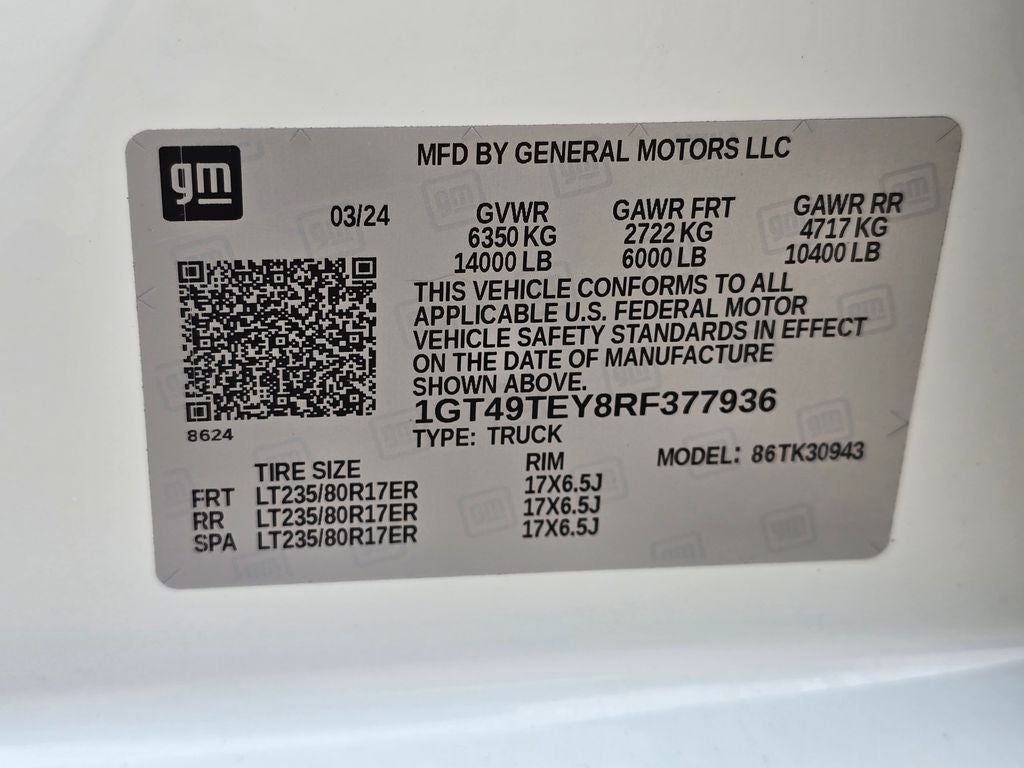 gm
MFD BY GENERAL MOTORS LLC
03/24 GVWR GAWR FRT GAWR RR
6350 KG 2722 KG 4717 KG
14000 LB 6000 LB 10400 LB
THIS VEHICLE CONFORMS TO ALL
APPLICABLE U.S. FEDERAL MOTOR
VEHICLE SAFETY STANDARDS IN EFFECT
ON THE DATE OF MANUFACTURE
SHOWN ABOVE.
1GT49TEY8RF377936
8624
TYPE: TRUCK
MODEL: 86TK30943
TIRE SIZE RIM
FRT LT235/80R17ER 17X6.5J
RR LT235/80R17ER 17X6.5J
SPA LT235/80R17ER 17X6.5J